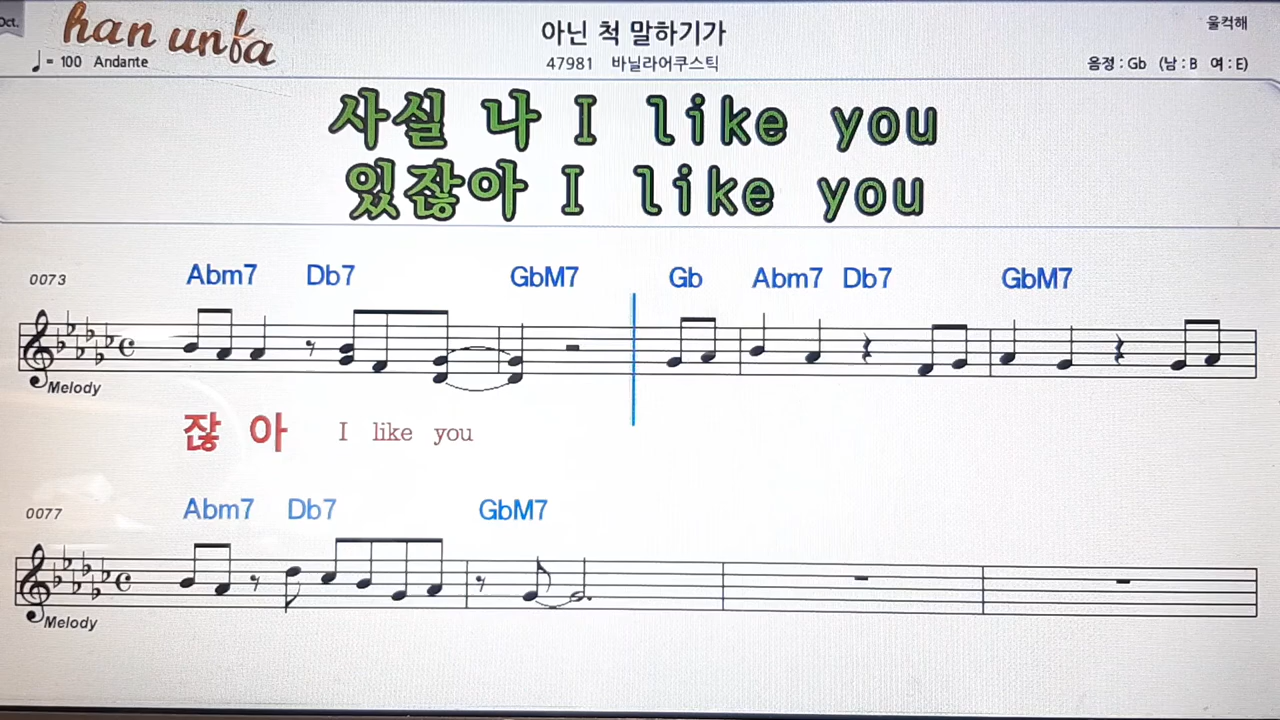 Oct.
han unfa
아닌 척 말하기가
울컥해
♩= 100 Andante
47981 바닐라어쿠스틱
음정 : Gb (남 : B 여 : E)
사실 나 I like you
있잖아 I like you
0073
Abm7 Db7 GbM7 Gb Abm7 Db7 GbM7
Melody
잖 아 I like you
0077
Abm7 Db7 GbM7
Melody